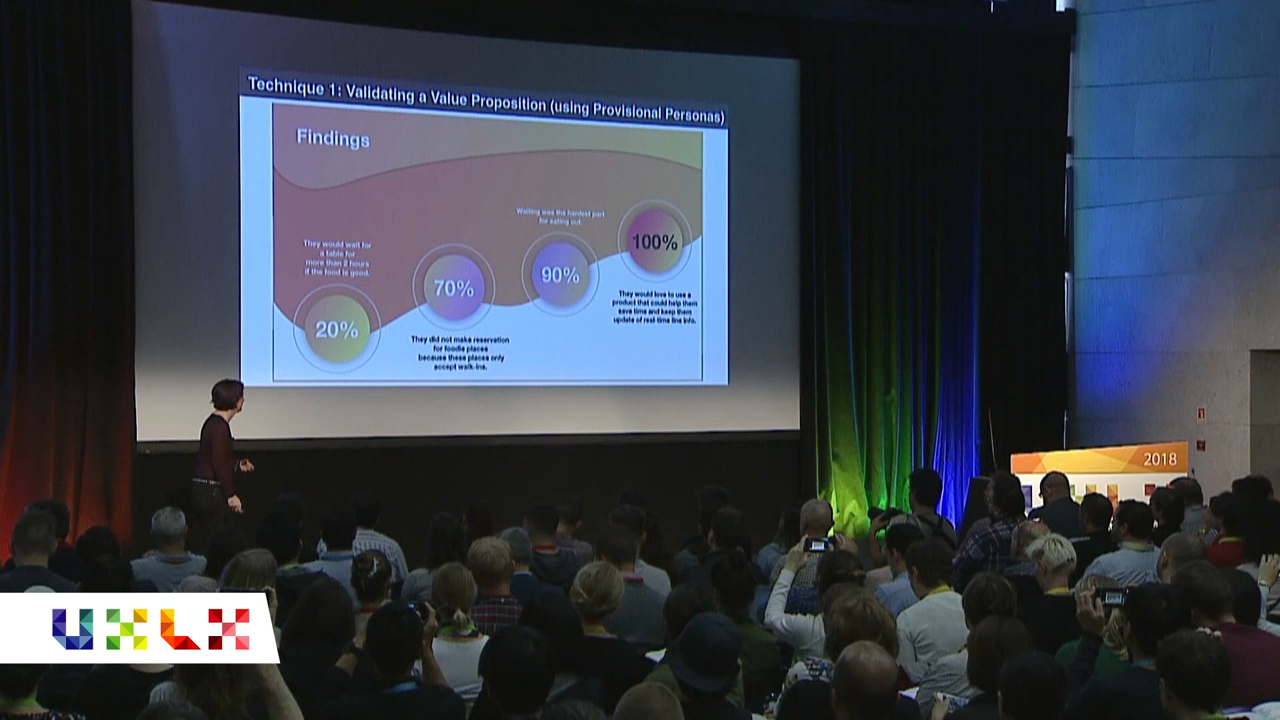 Technique 1: Validating a Value Proposition (using Provisional Personas)
Findings
They would wait for
a table for
more than 2 hours
if the food is good.
20%
70%
They did not make reservation
for foodie places
because these places only
accept walk-ins.
Waiting was the hardest part
for eating out.
90%
100%
They would love to use a
product that could help them
save time and keep them
update of real-time line info.
2018
UXLX